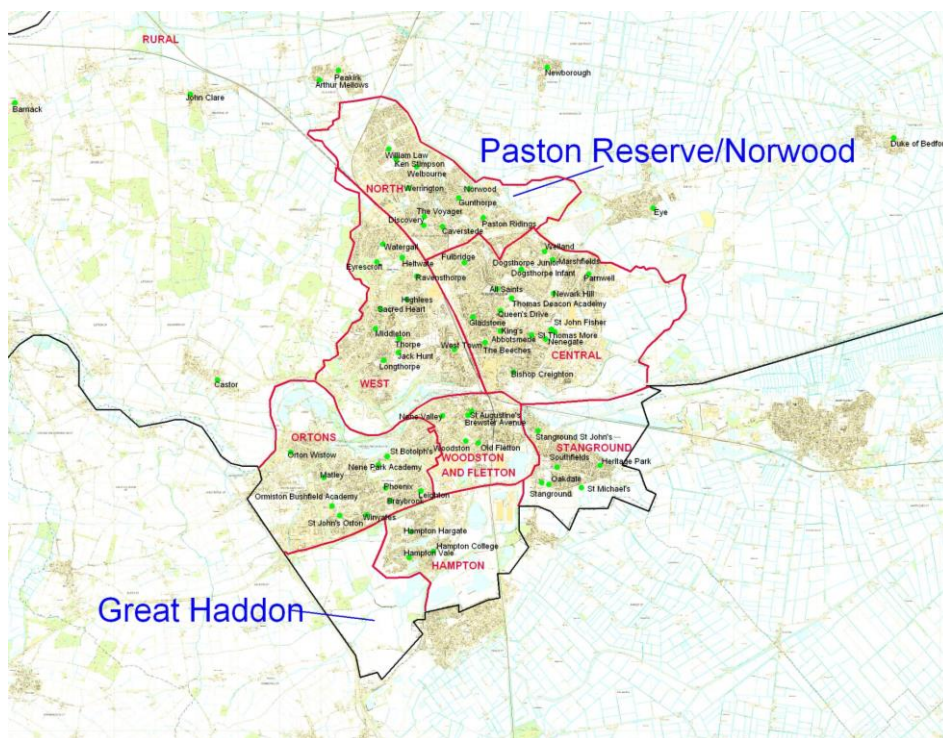 RURAL
Peakirk
Arthur Mellows
Newborough
John Clare
Barnack
Duke of Bedford
Paston Reserve/Norwood
William Law
Ken Stimpson
Welbourne
NORTH
Werrington
Norwood
Gunthorpe
The Voyager
Discovery
Caverstede
Paston Ridings
Eye
Watergall
Heltwate
Eyrescroft
Ravensthorpe
Fulbridge
Welland
Dogsthorpe Junior
Marshfields
Dogsthorpe Infant
Parnwell
All Saints
Newark Hill
Thomas Deacon Academy
Highlees
Sacred Heart
Queen's Drive
Gladstone
King's
St John Fisher
Abbotsmede
St Thomas More
Nenegate
Middleton
Thorpe
West Town
The Beeches
CENTRAL
Jack Hunt
Longthorpe
Bishop Creighton
WEST
Castor
Nene Valley
St Augustine's
Brewster Avenue
ORTONS
Stanground St John's
STANGROUND
Orton Wistow
St Botolph's
Woodston
Old Fletton
WOODSTON
AND FLETTON
Southfields
Heritage Park
Nene Park Academy
Matley
Oakdale
Stanground
St Michael's
Phoenix
Leighton
Ormiston Bushfield Academy
Braybrook
St John's Orton
Winyates
Hampton Hargate
Hampton College
Hampton Vale
HAMPTON
Great Haddon